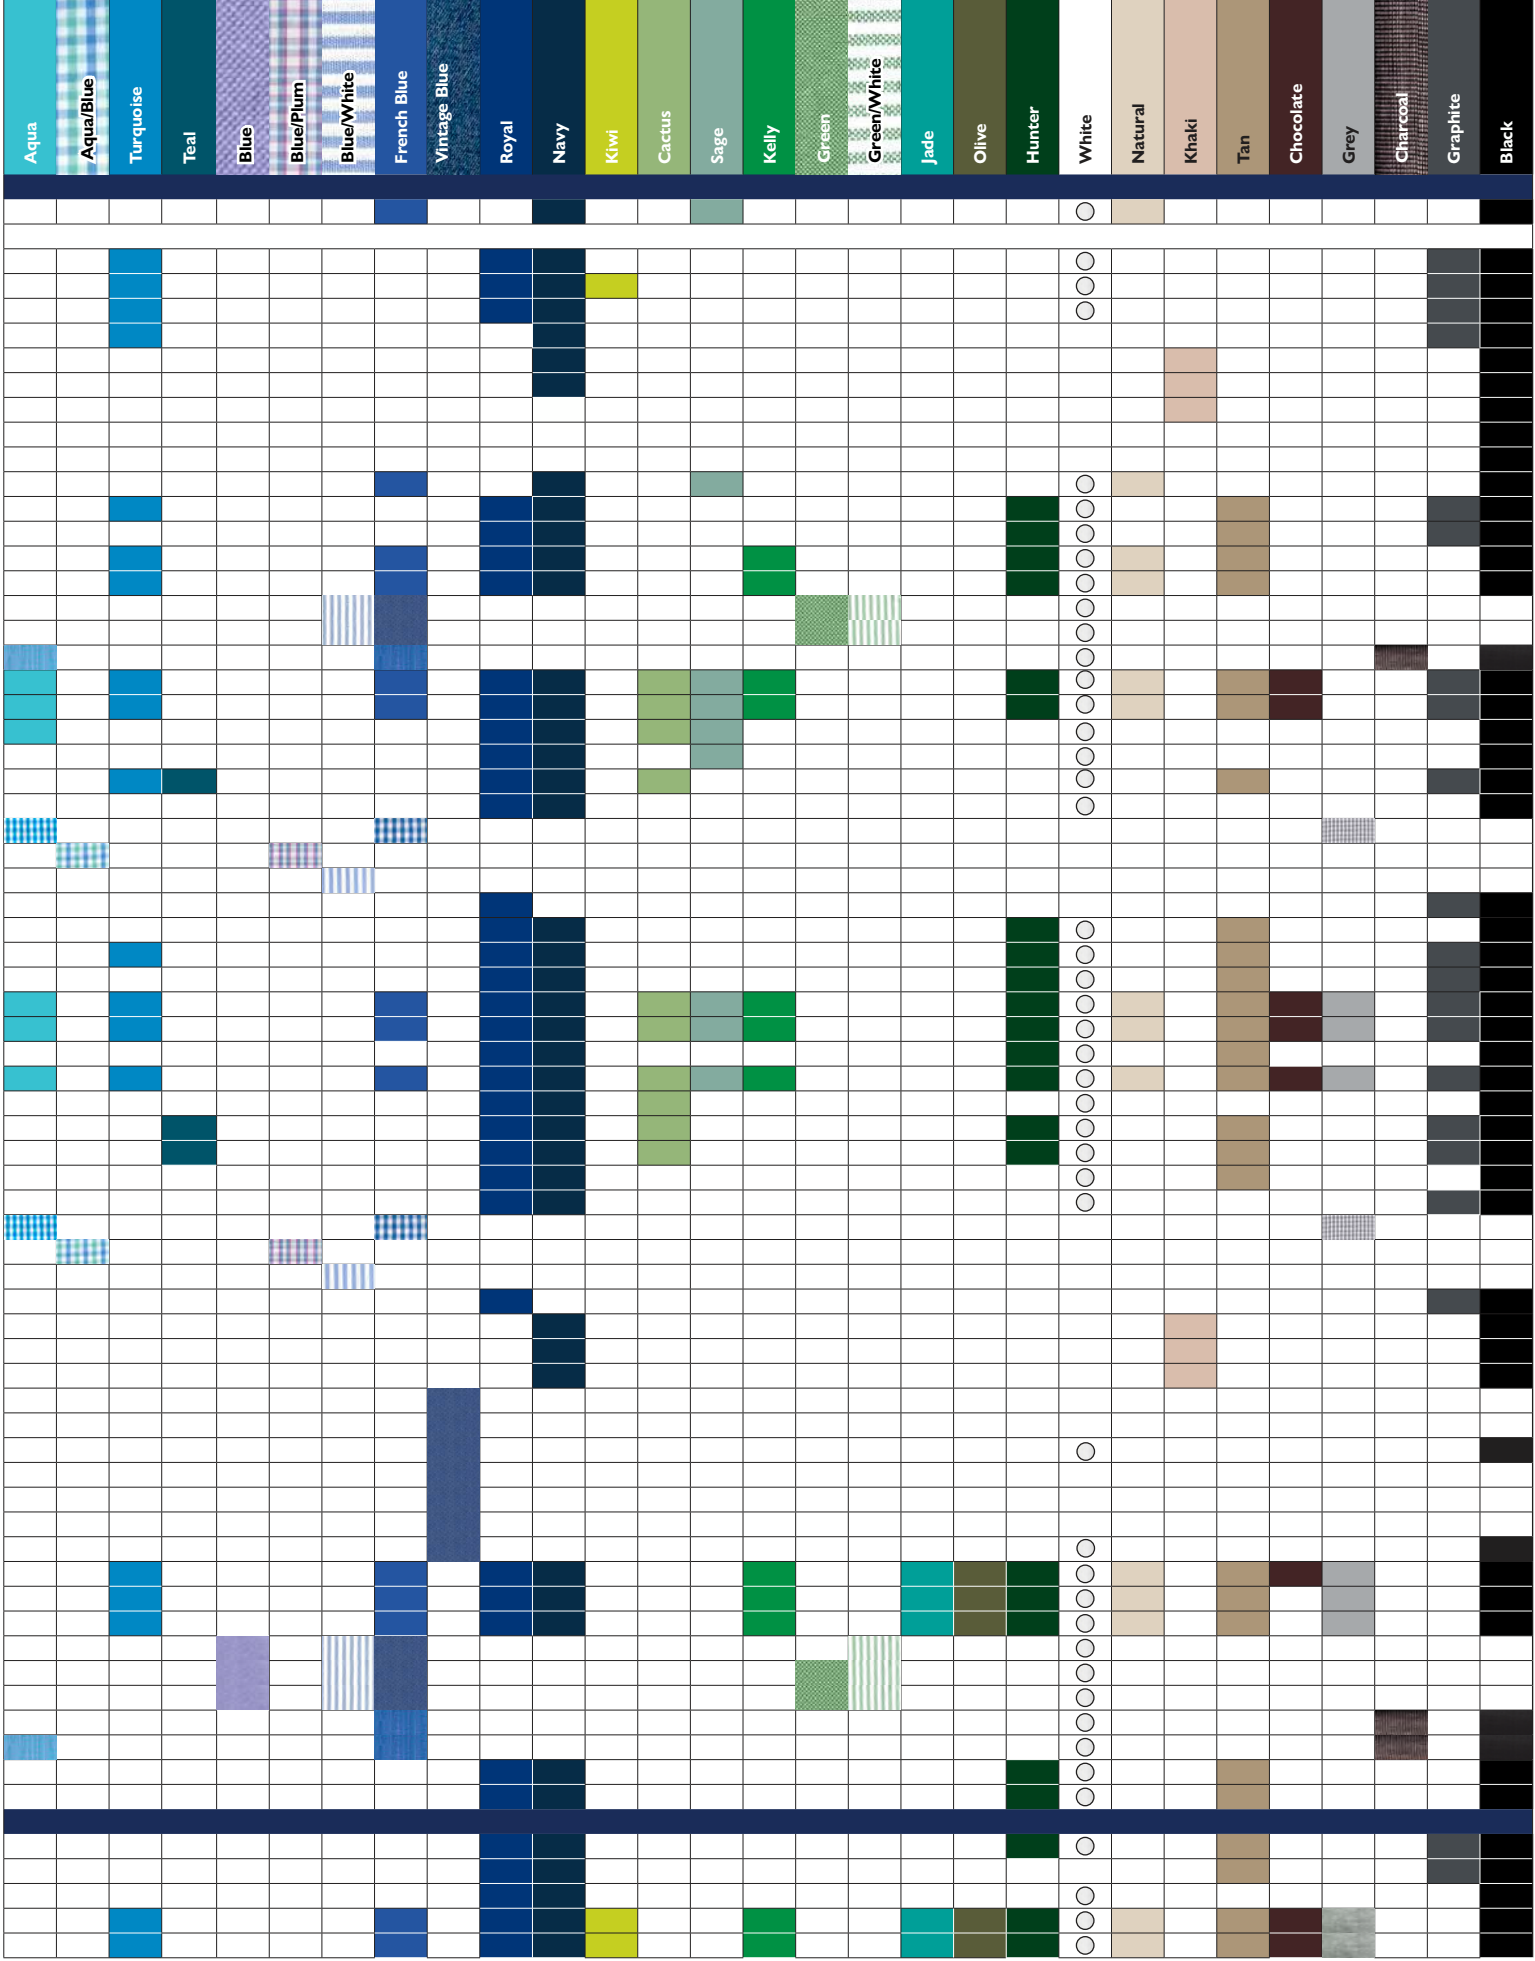 Aqua
Aqua/Blue
Turquoise
Teal
Blue
Blue/Plum
Blue/White
French Blue
Vintage Blue
Royal
Navy
Kiwi
Cactus
Sage
Kelly
Green
Green/White
Jade
Olive
Hunter
White
Natural
Khaki
Tan
Chocolate
Grey
Charcoal
Graphite
Black